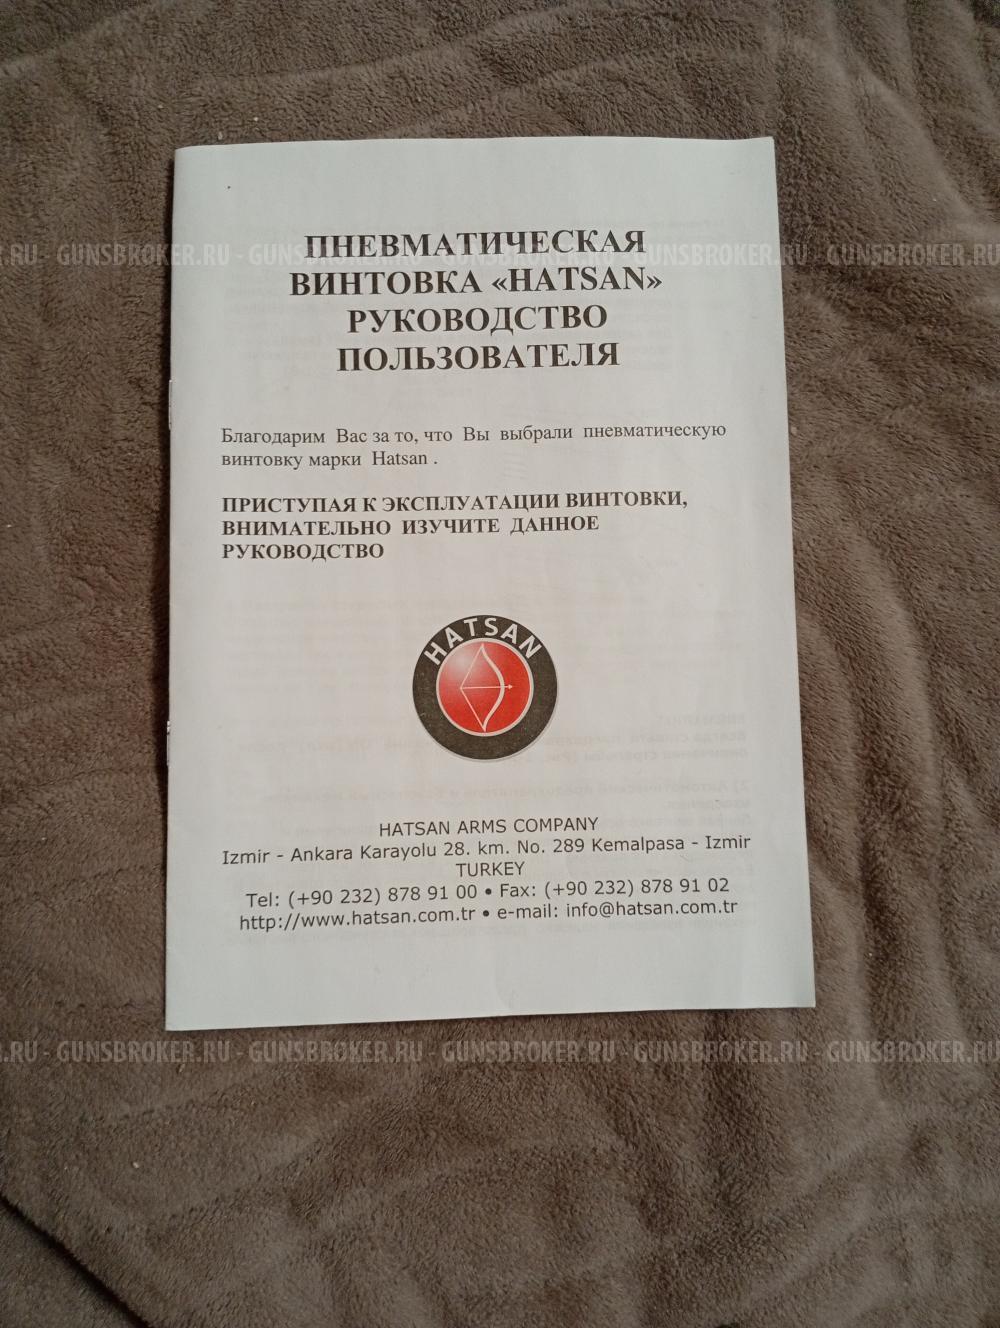 ПНЕВМАТИЧЕСКАЯ
.RU - GUNSBROKER.RU - GUNSBROKER.RU - GUNSBROKER.RU - GUNSBROKER.RU - GUNSBROKER.RU
ВИНТОВКА «HATSAN»
РУКОВОДСТВО
ПОЛЬЗОВАТЕЛЯ
Благодарим Вас за то, что Вы выбрали пневматическую
винтовку марки Hatsan .
ПРИСТУПАЯ К ЭКСПЛУАТАЦИИ ВИНТОВКИ,
ВНИМАТЕЛЬНО ИЗУЧИТЕ ДАННОЕ
РУКОВОДСТВО
HATSAN
HATSAN ARMS COMPANY
Izmir - Ankara Karayolu 28. km. No. 289 Kemalpasa - Izmir
TURKEY
Tel: (+90 232) 878 91 00 • Fax: (+90 232) 878 91 02
http://www.hatsan.com.tr • e-mail: info@hatsan.com.tr
.RU - GUNSBROKER.RU - GUNSBROKER.RU - GUNSBROKER.RU - GUNSBROKER.RU - GUNSBROKER.RU